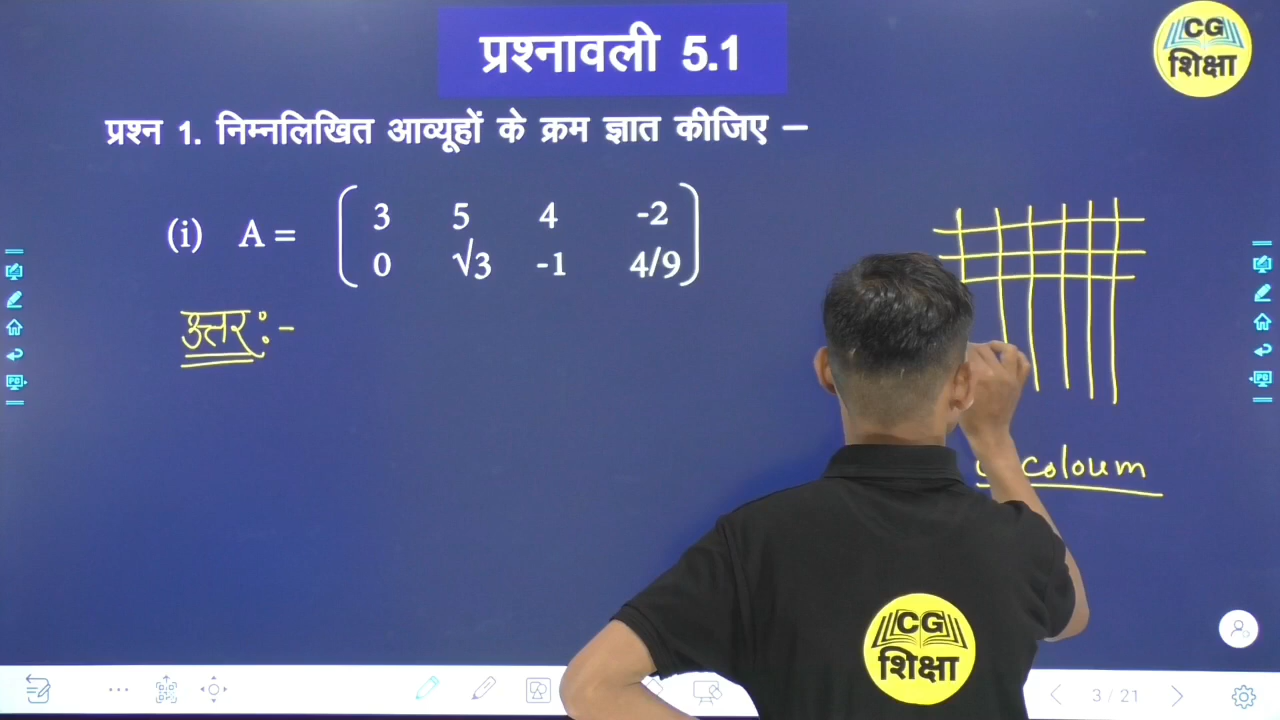 प्रश्नावली 5.1
CG
शिक्षा
प्रश्न 1. निम्नलिखित आव्यूहों के क्रम ज्ञात कीजिए –
(i) A = 3 5 4 -2
0 √3 -1 4/9
उत्तर :-
coloum
CG
शिक्षा
3 / 21